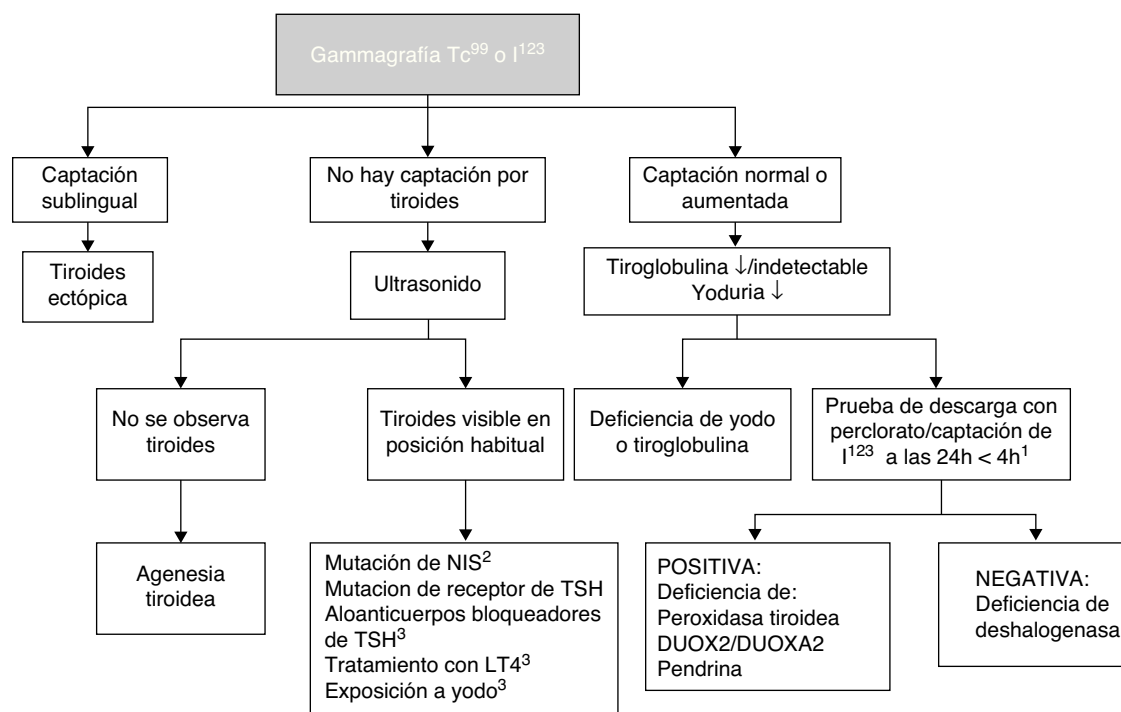 Gammagrafía Tc99 o I123
Captación
sublingual
No hay captación por
tiroides
Captación normal o
aumentada
Tiroides
ectópica
Ultrasonido
Tiroglobulina ↓/indetectable
Yoduria ↓
No se observa
tiroides
Tiroides visible en
posición habitual
Deficiencia de yodo
o tiroglobulina
Prueba de descarga con
perclorato/captación de
I123 a las 24h < 4h1
Agenesia
tiroidea
Mutación de NIS2
Mutacion de receptor de TSH
Aloanticuerpos bloqueadores
de TSH3
Tratamiento con LT43
Exposición a yodo3
POSITIVA:
Deficiencia de:
Peroxidasa tiroidea
DUOX2/DUOXA2
Pendrina
NEGATIVA:
Deficiencia de
deshalogenasa